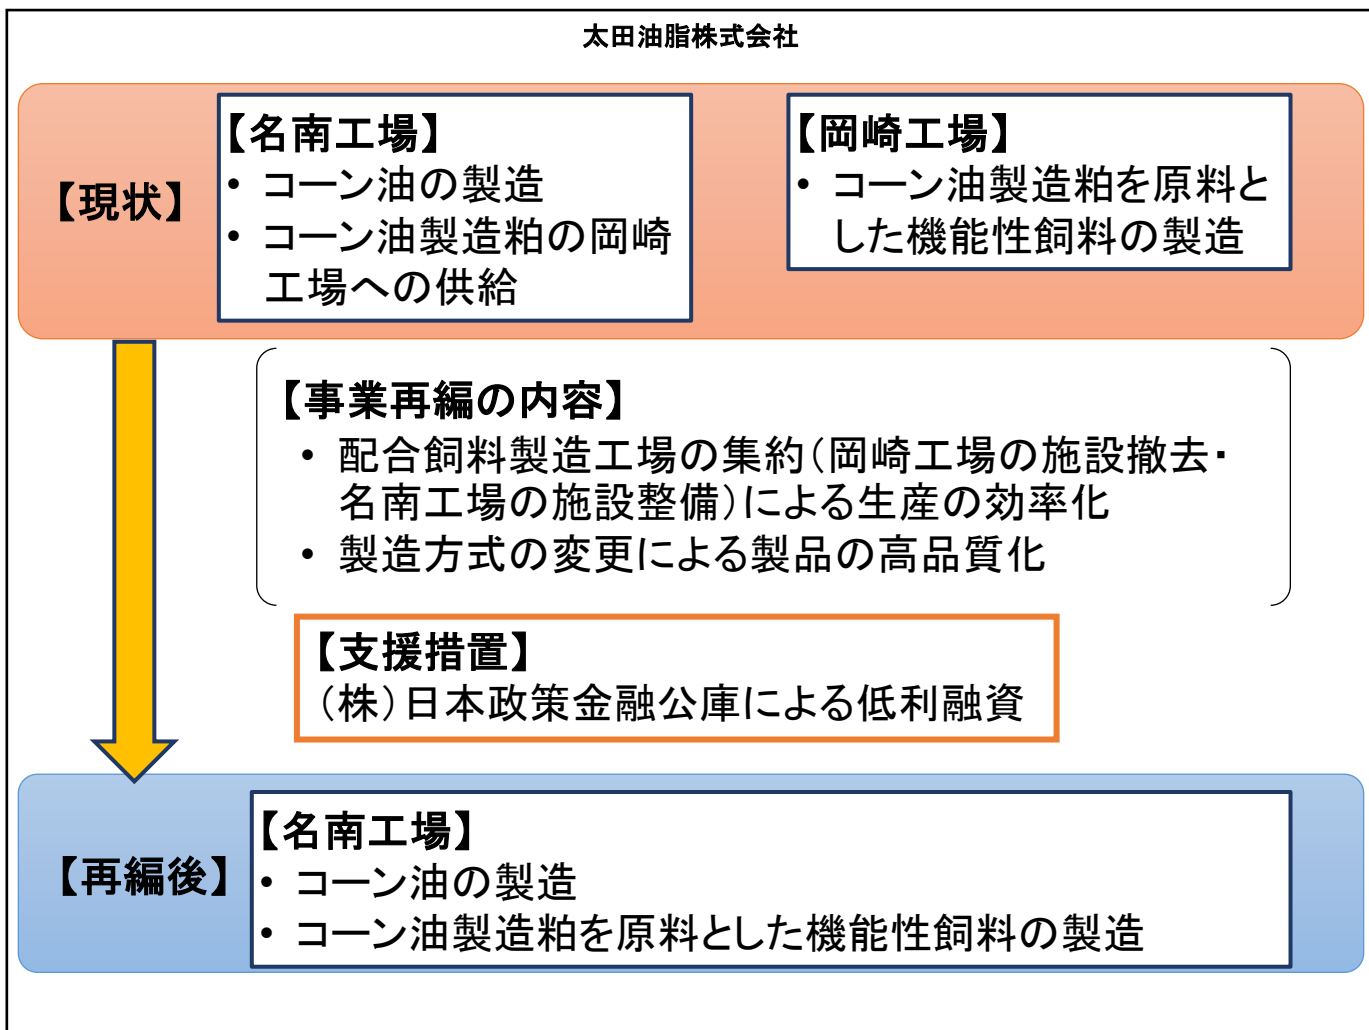 太田油脂株式会社
【現状】
【名南工場】
• コーン油の製造
• コーン油製造粕の岡崎
工場への供給
【岡崎工場】
• コーン油製造粕を原料と
した機能性飼料の製造
【事業再編の内容】
• 配合飼料製造工場の集約（岡崎工場の施設撤去・
名南工場の施設整備）による生産の効率化
• 製造方式の変更による製品の高品質化
【支援措置】
（株）日本政策金融公庫による低利融資
【再編後】
【名南工場】
• コーン油の製造
• コーン油製造粕を原料とした機能性飼料の製造